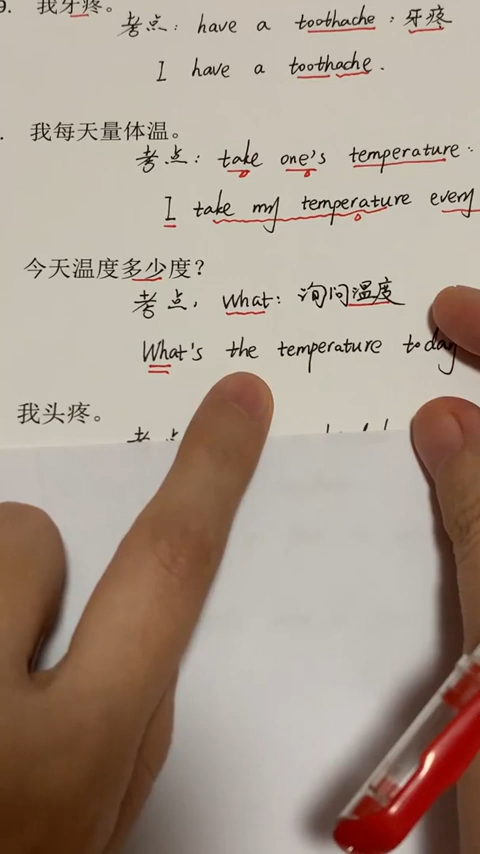 9. 我牙疼。
考点: have a toothache: 牙疼
I have a toothache.
. 我每天量体温。
考点: take one's temperature:
I take my temperature every
今天温度多少度?
考点, what: 询问温度
What's the temperature today
我头疼。